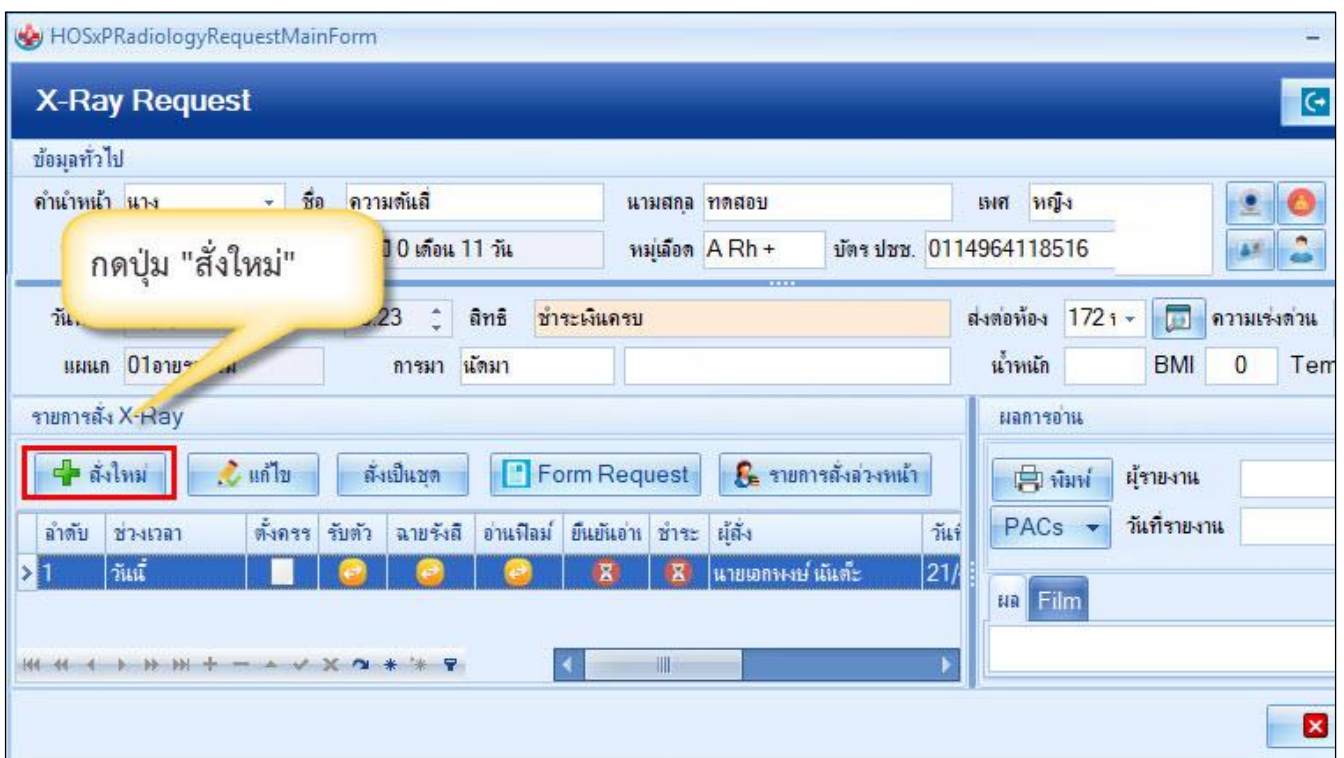 HOSxPRadiologyRequestMainForm
X-Ray Request
ข้อมูลทั่วไป
คำนำหน้า นาง ชื่อ ความดันสี่ นามสกุล ทดสอบ เพศ หญิง
0 เดือน 11 วัน หมู่เลือด A Rh + บัตร ปชช. 0114964118516
กดปุ่ม "สั่งใหม่"
23 สิทธิ ชำระเงินครบ ส่งต่อห้อง 172 ความเร่งด่วน
แผนก การมา นัดมา น้ำหนัก BMI 0 Tem
รายการสั่ง X-Ray ผลการอ่าน
สั่งใหม่ แก้ไข สั่งเป็นชุด Form Request รายการสั่งล่วงหน้า พิมพ์ ผู้รายงาน
PACs วันที่รายงาน
ลำดับ ช่วงเวลา ตั้งครร รับตัว ฉายรังสี อ่านฟิลม์ ยืนยันอ่าน ชำระ ผู้สั่ง วันที่
1 วันนี้ นายเอกพงษ์ นันต๊ะ 21/
ผล Film